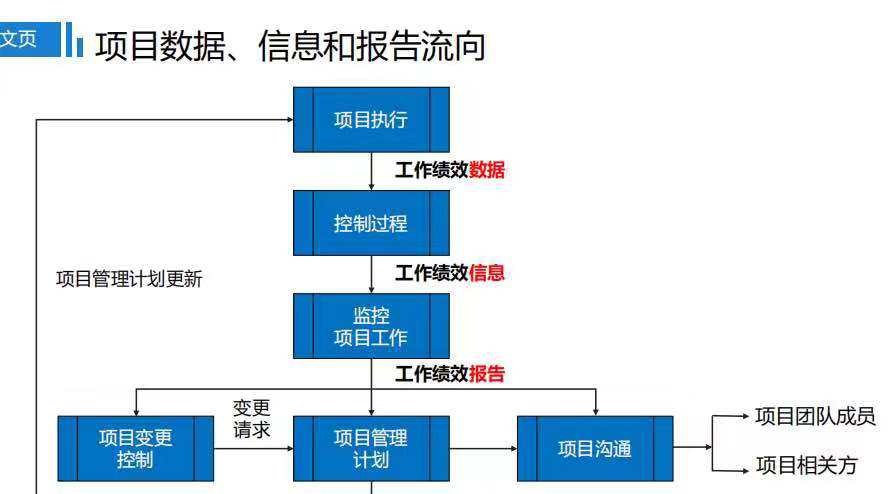 文页
项目数据、信息和报告流向
项目执行
工作绩效数据
控制过程
工作绩效信息
项目管理计划更新
监控
项目工作
工作绩效报告
变更
请求
项目变更
控制
项目管理
计划
项目沟通
项目团队成员
项目相关方